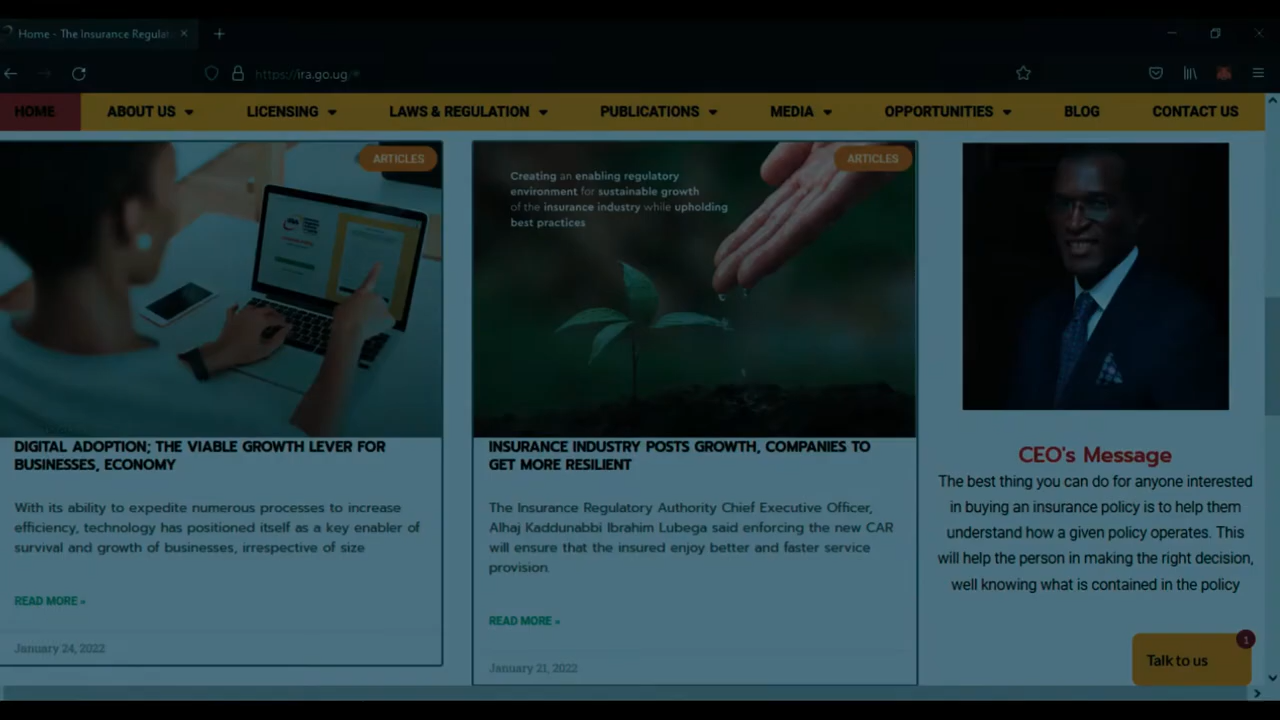 Home - The Insurance Regulat
https://ira.go.ug
HOME
ABOUT US
LICENSING
LAWS & REGULATION
PUBLICATIONS
MEDIA
OPPORTUNITIES
BLOG
CONTACT US
ARTICLES
DIGITAL ADOPTION; THE VIABLE GROWTH LEVER FOR
BUSINESSES, ECONOMY
With its ability to expedite numerous processes to increase
efficiency, technology has positioned itself as a key enabler of
survival and growth of businesses, irrespective of size
READ MORE »
January 24, 2022
ARTICLES
Creating an enabling regulatory
environment for sustainable growth
of the insurance industry while upholding
best practices
INSURANCE INDUSTRY POSTS GROWTH, COMPANIES TO
GET MORE RESILIENT
The Insurance Regulatory Authority Chief Executive Officer,
Alhaj Kaddunabbi Ibrahim Lubega said enforcing the new CAR
will ensure that the insured enjoy better and faster service
provision.
READ MORE »
January 21, 2022
CEO's Message
The best thing you can do for anyone interested
in buying an insurance policy is to help them
understand how a given policy operates. This
will help the person in making the right decision,
well knowing what is contained in the policy
1
Talk to us